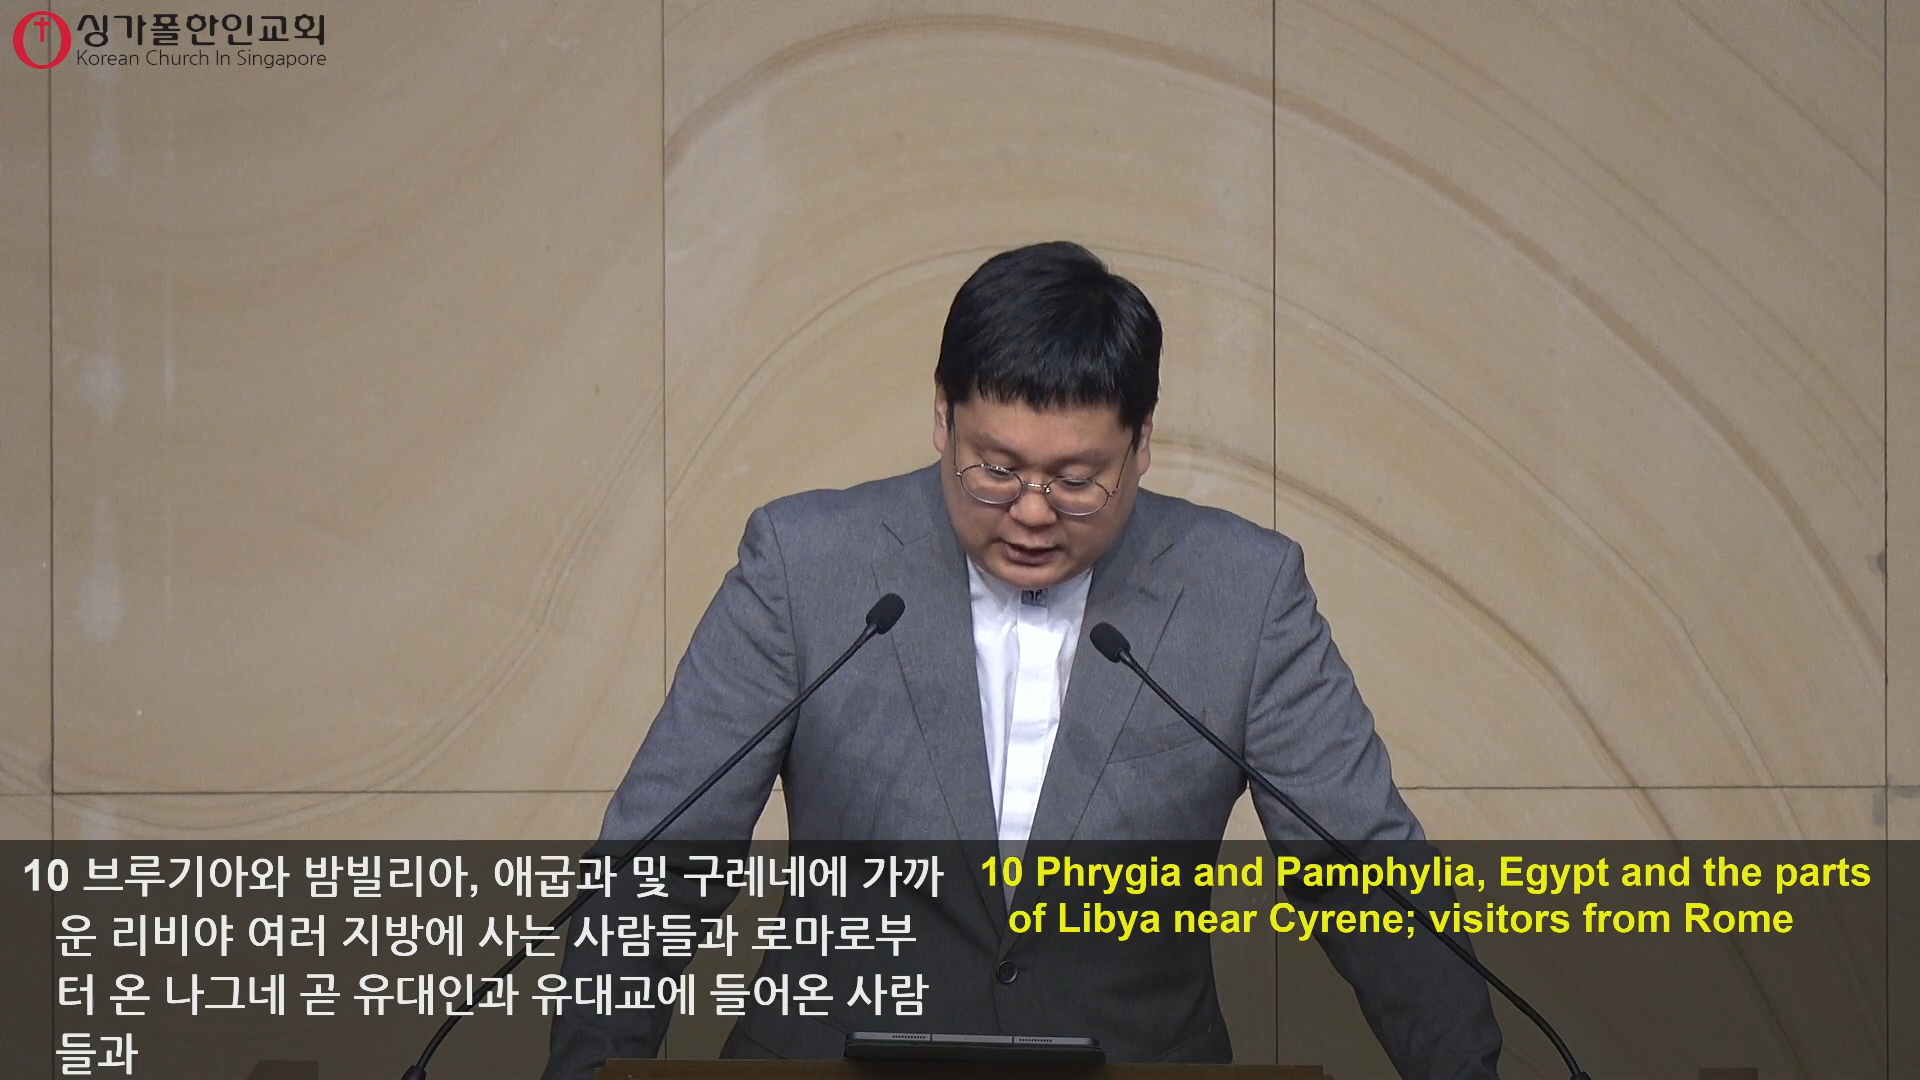 싱가폴한인교회
Korean Church In Singapore
10 브루기아와 밤빌리아, 애굽과 및 구레네에 가까
운 리비야 여러 지방에 사는 사람들과 로마로부
터 온 나그네 곧 유대인과 유대교에 들어온 사람
들과
10 Phrygia and Pamphylia, Egypt and the parts
of Libya near Cyrene; visitors from Rome